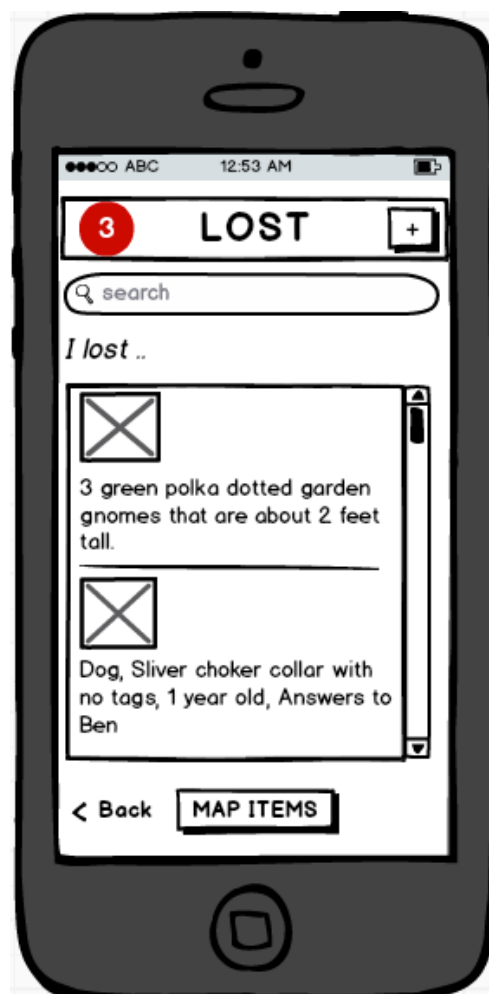 ABC 12:53 AM
3 LOST +
search
I lost ..
3 green polka dotted garden
gnomes that are about 2 feet
tall.
Dog, Sliver choker collar with
no tags, 1 year old, Answers to
Ben
< Back MAP ITEMS